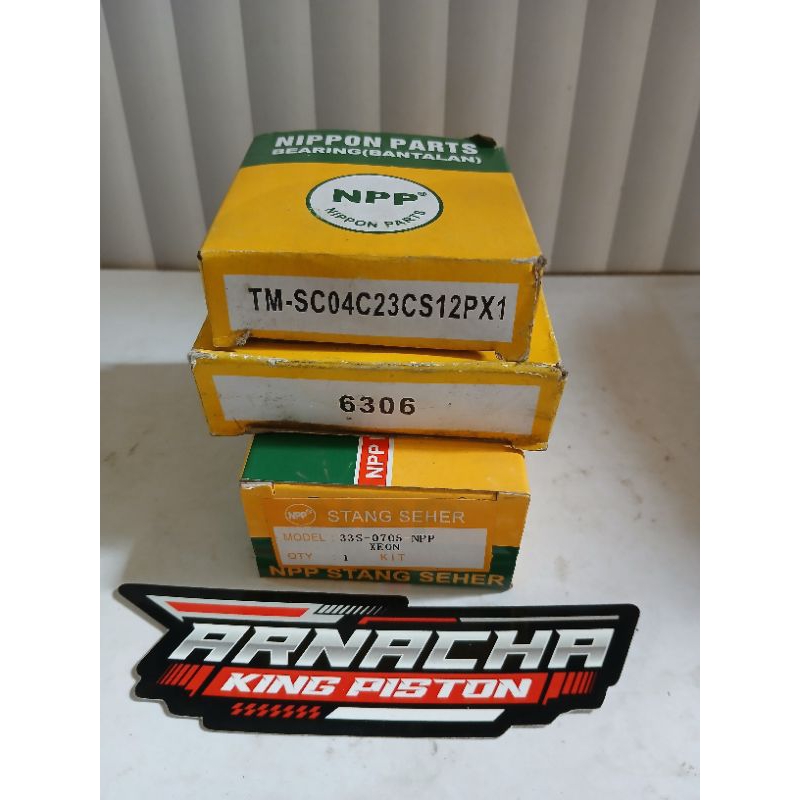 NIPPON PARTS
BEARING(BANTALAN)
NPP
NIPPON PARTS
TM-SC04C23CS12PX1
6306
NPP
NPP STANG SEHER
MODEL : 33S-0705 NPP
XEON
QTY : 1 KIT
NPP STANG SEHER
ARNACHA
KING PISTON